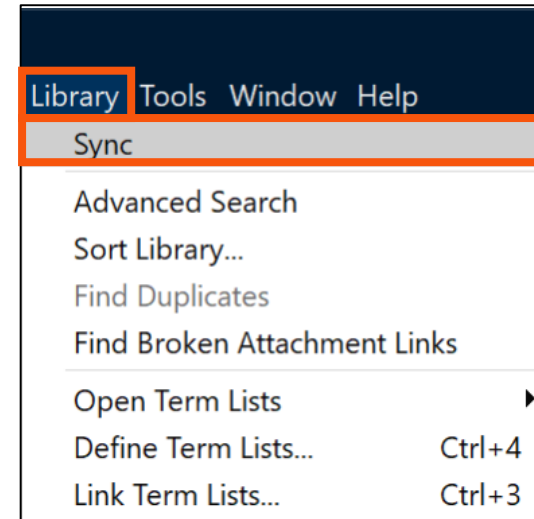 Library Tools Window Help
Sync
Advanced Search
Sort Library...
Find Duplicates
Find Broken Attachment Links
Open Term Lists
Define Term Lists... Ctrl+4
Link Term Lists... Ctrl+3